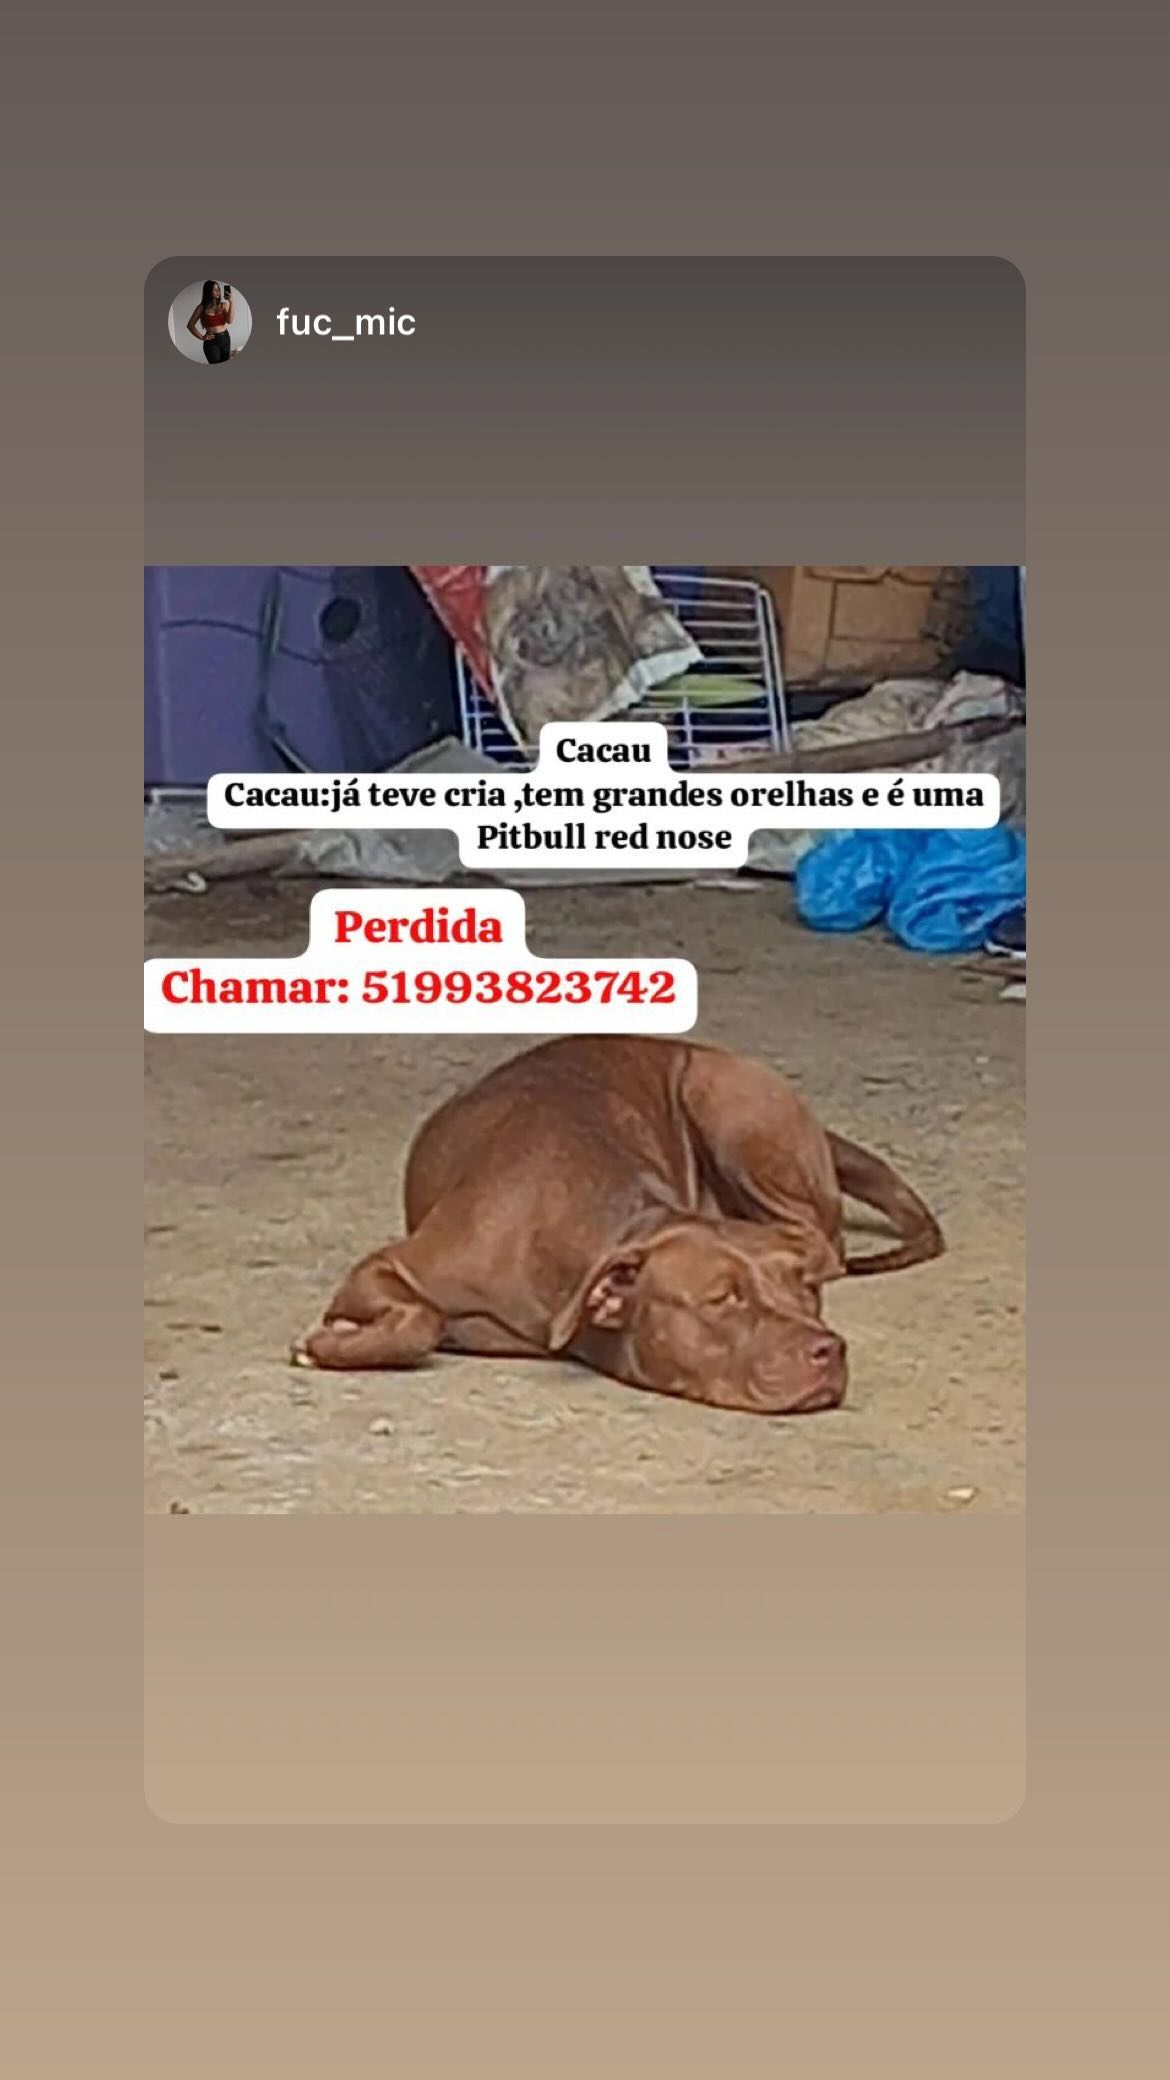 fuc_mic
Cacau
Cacau:já teve cria ,tem grandes orelhas e é uma
Pitbull red nose
Perdida
Chamar: 51993823742